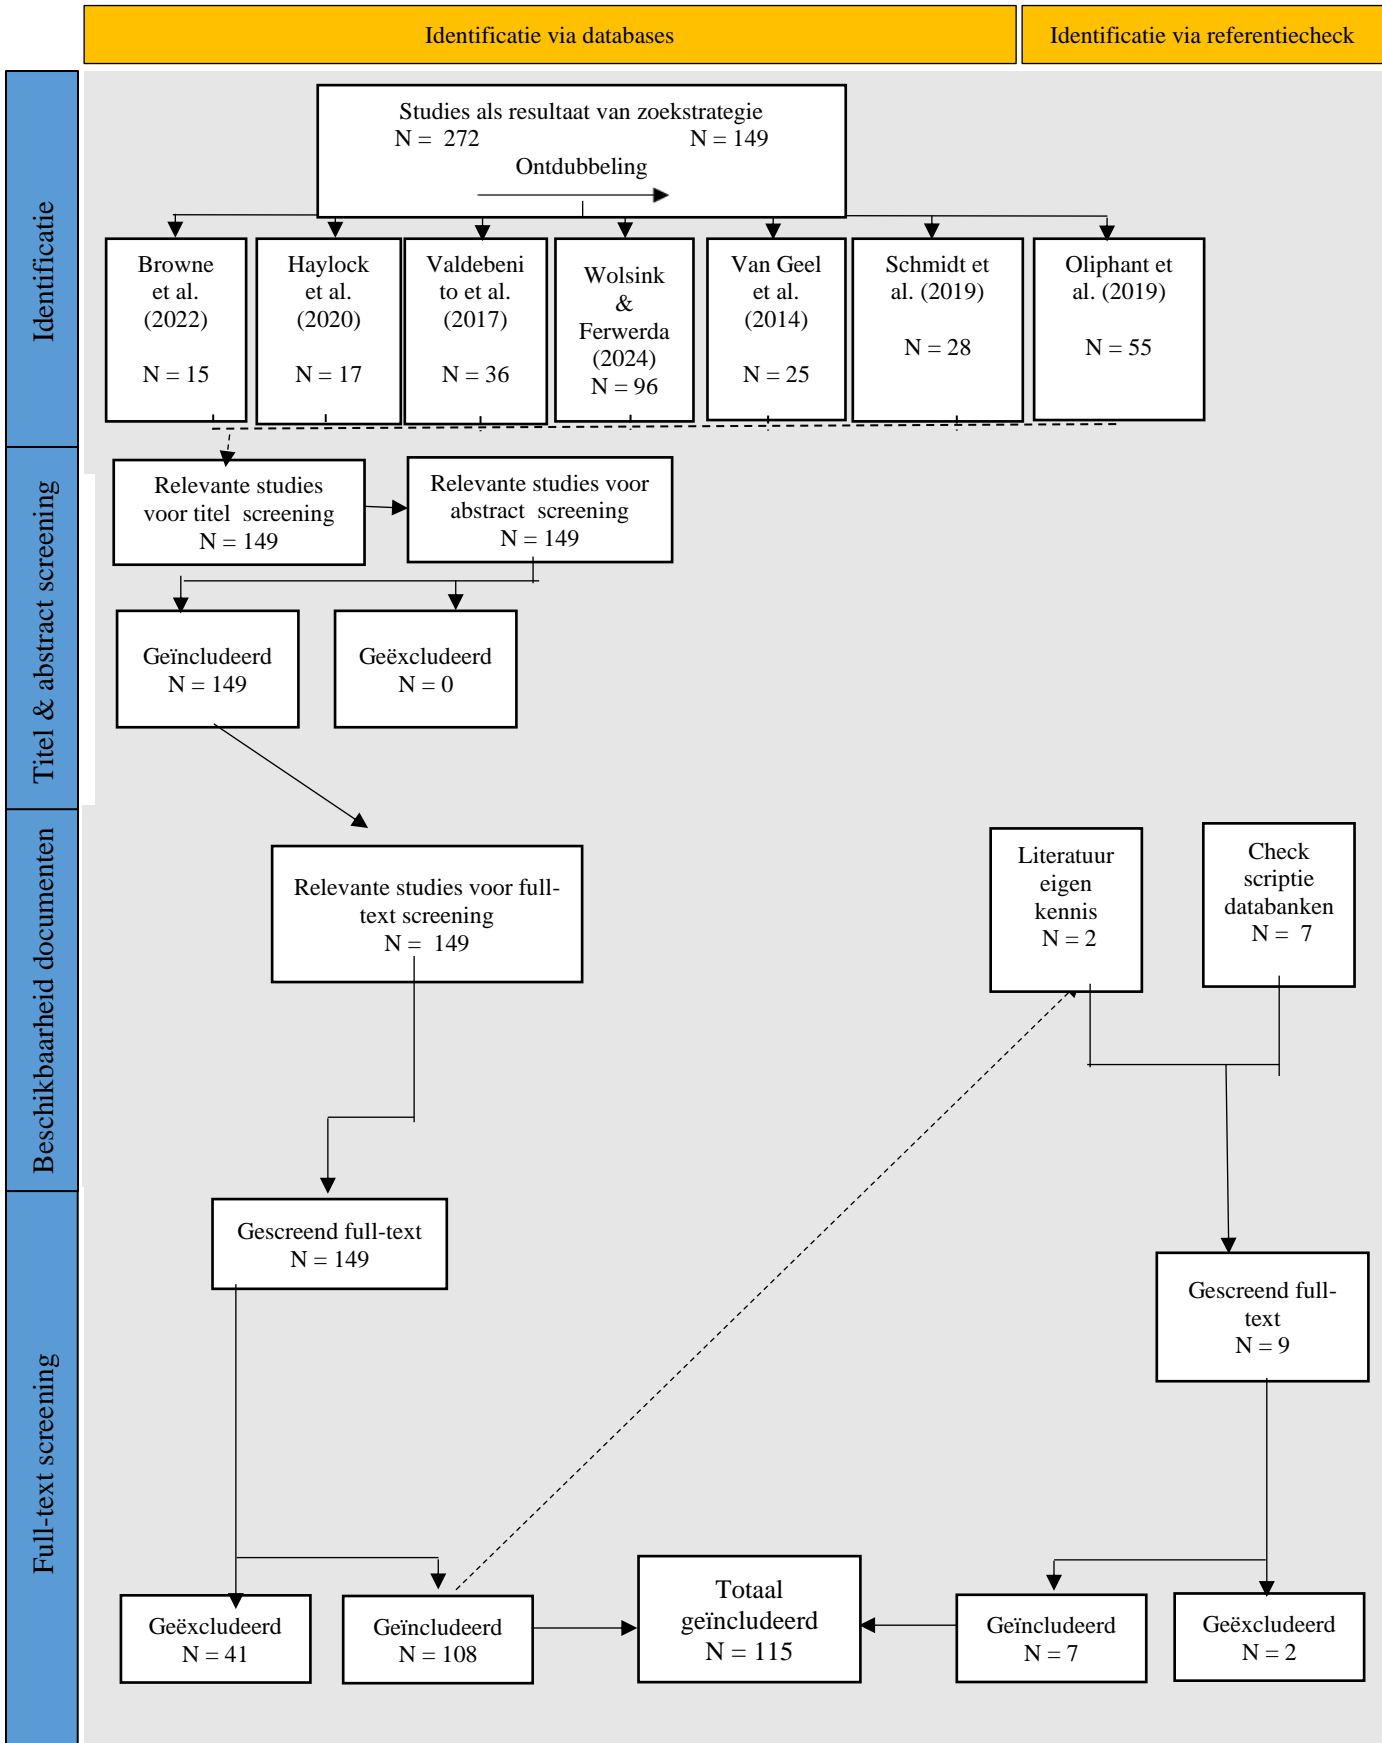 Identificatie via databases
Identificatie via referentiecheck
Identificatie
Studies als resultaat van zoekstrategie
N = 272 N = 149
Ontdubbeling
Browne
et al.
(2022)
N = 15
Haylock
et al.
(2020)
N = 17
Valdebeni
to et al.
(2017)
N = 36
Wolsink
&
Ferwerda
(2024)
N = 96
Van Geel
et al.
(2014)
N = 25
Schmidt et
al. (2019)
N = 28
Oliphant et
al. (2019)
N = 55
Titel & abstract screening
Relevante studies
voor titel screening
N = 149
Relevante studies voor
abstract screening
N = 149
Geïncludeerd
N = 149
Geëxcludeerd
N = 0
Beschikbaarheid documenten
Relevante studies voor full-
text screening
N = 149
Literatuur
eigen
kennis
N = 2
Check
scriptie
databanken
N = 7
Full-text screening
Gescreend full-text
N = 149
Gescreend full-
text
N = 9
Geëxcludeerd
N = 41
Geïncludeerd
N = 108
Totaal
geïncludeerd
N = 115
Geïncludeerd
N = 7
Geëxcludeerd
N = 2